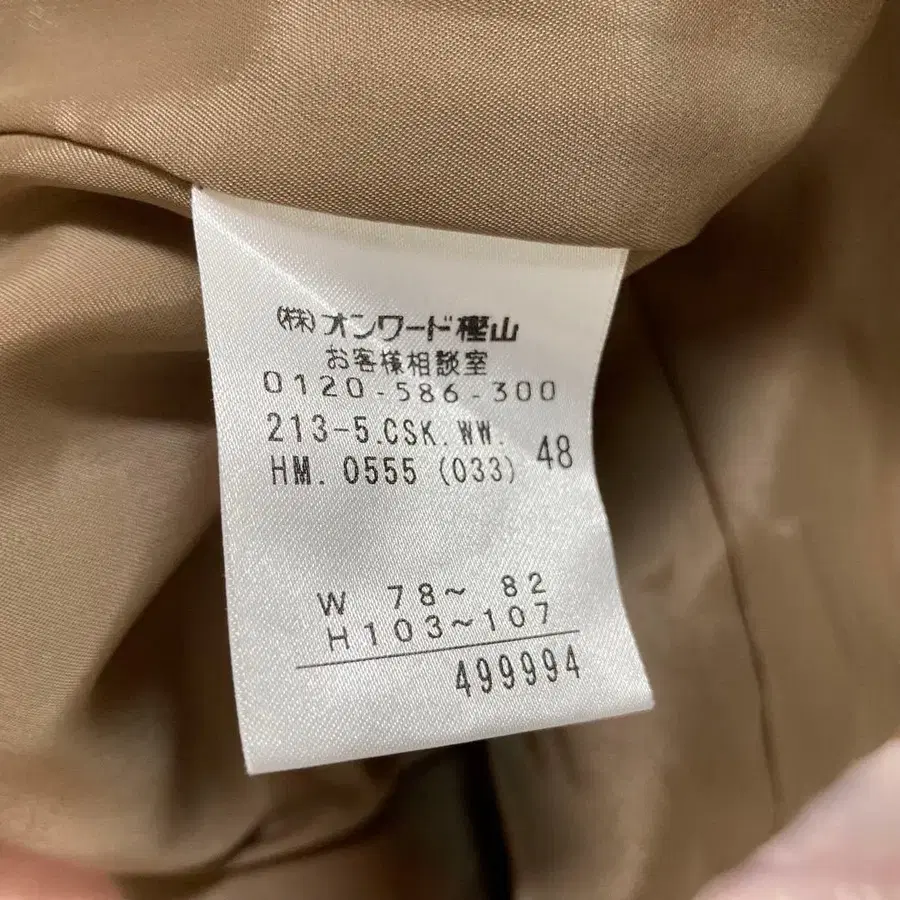 (株)オンワード樫山
お客様相談室
0120-586-300
213-5.CSK.WW.
HM. 0555 (033) 48
W 78~ 82
H103~107
499994